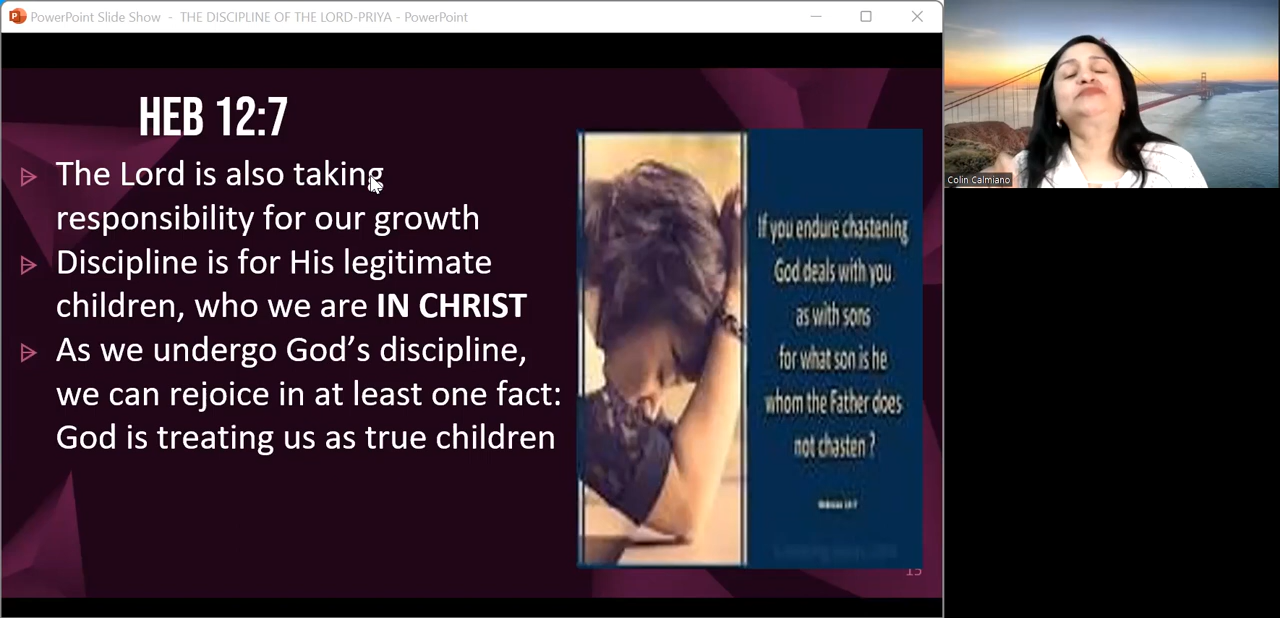 PowerPoint Slide Show - THE DISCIPLINE OF THE LORD-PRIYA - PowerPoint
HEB 12:7
The Lord is also taking
responsibility for our growth
Discipline is for His legitimate
children, who we are IN CHRIST
As we undergo God's discipline,
we can rejoice in at least one fact:
God is treating us as true children
If you endure chastening
God deals with you
as with sons
for what son is he
whom the Father does
not chasten ?
15
Colin Calmiano